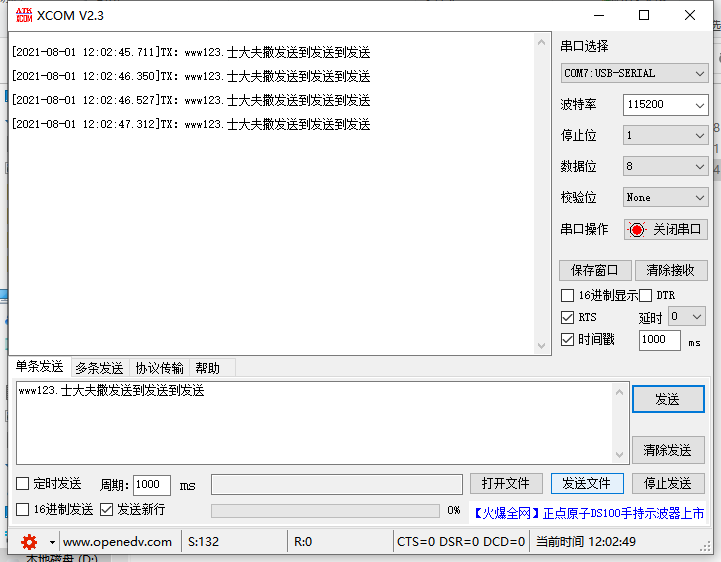 ATK XCOM XCOM V2.3
[2021-08-01 12:02:45.711]TX: www123.士大夫撒发送到发送到发送
[2021-08-01 12:02:46.350]TX: www123.士大夫撒发送到发送到发送
[2021-08-01 12:02:46.527]TX: www123.士大夫撒发送到发送到发送
[2021-08-01 12:02:47.312]TX: www123.士大夫撒发送到发送到发送
串口选择
COM7:USB-SERIAL
波特率 115200
停止位 1
数据位 8
校验位 None
串口操作 关闭串口
保存窗口 清除接收
16进制显示 DTR
RTS 延时 0
时间戳 1000 ms
单条发送 多条发送 协议传输 帮助
www123.士大夫撒发送到发送到发送
发送
清除发送
定时发送 周期: 1000 ms 打开文件 发送文件 停止发送
16进制发送 发送新行 0% 【火爆全网】正点原子DS100手持示波器上市
www.openedv.com S:132 R:0 CTS=0 DSR=0 DCD=0 当前时间 12:02:49
本地磁盘 (D:)